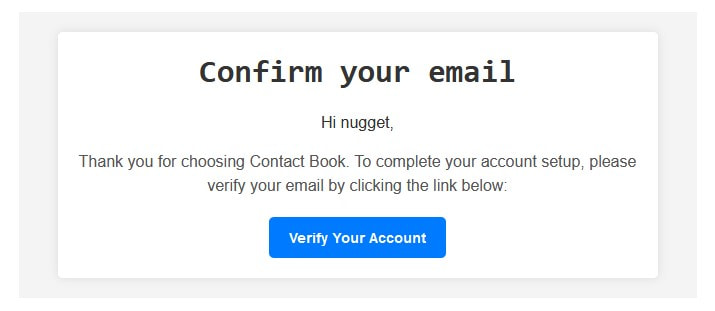 Confirm your email
Hi nugget,
Thank you for choosing Contact Book. To complete your account setup, please
verify your email by clicking the link below:
Verify Your Account